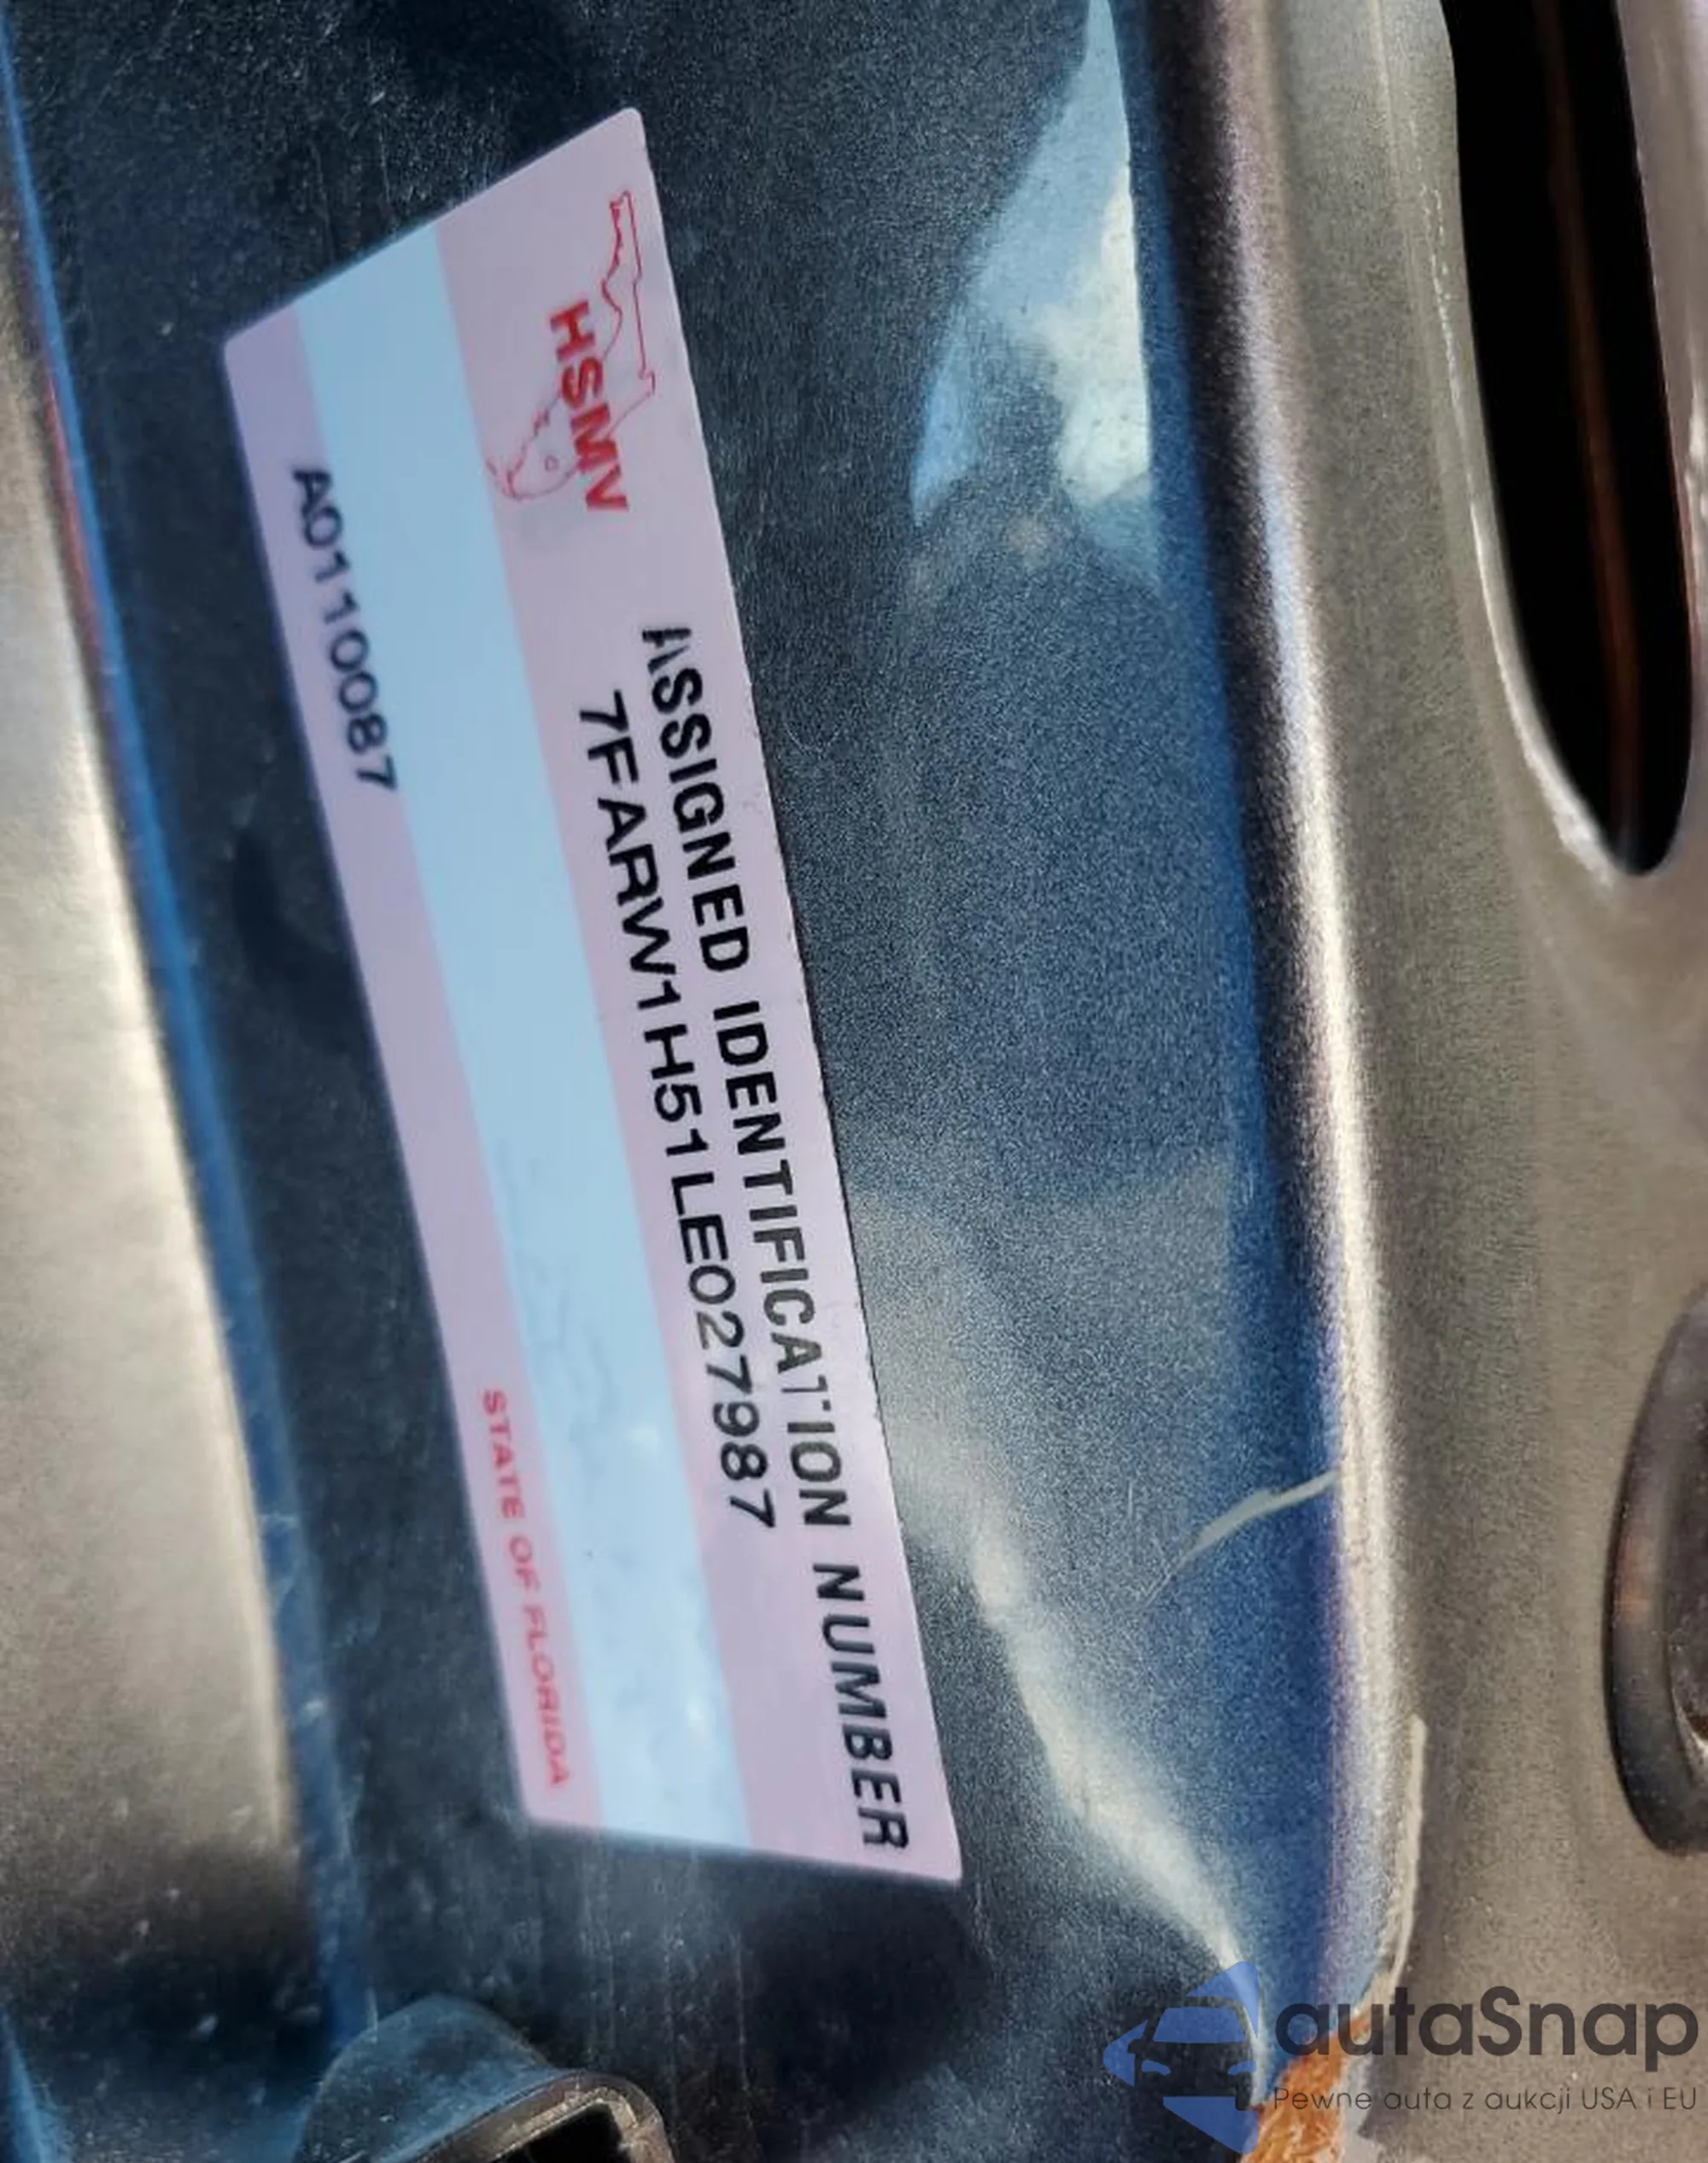 HSMV
ASSIGNED IDENTIFICATION NUMBER
7FARW1H51LE027987
A0110087
STATE OF FLORIDA
autaSnap
Pewne auta z aukcji USA i EU